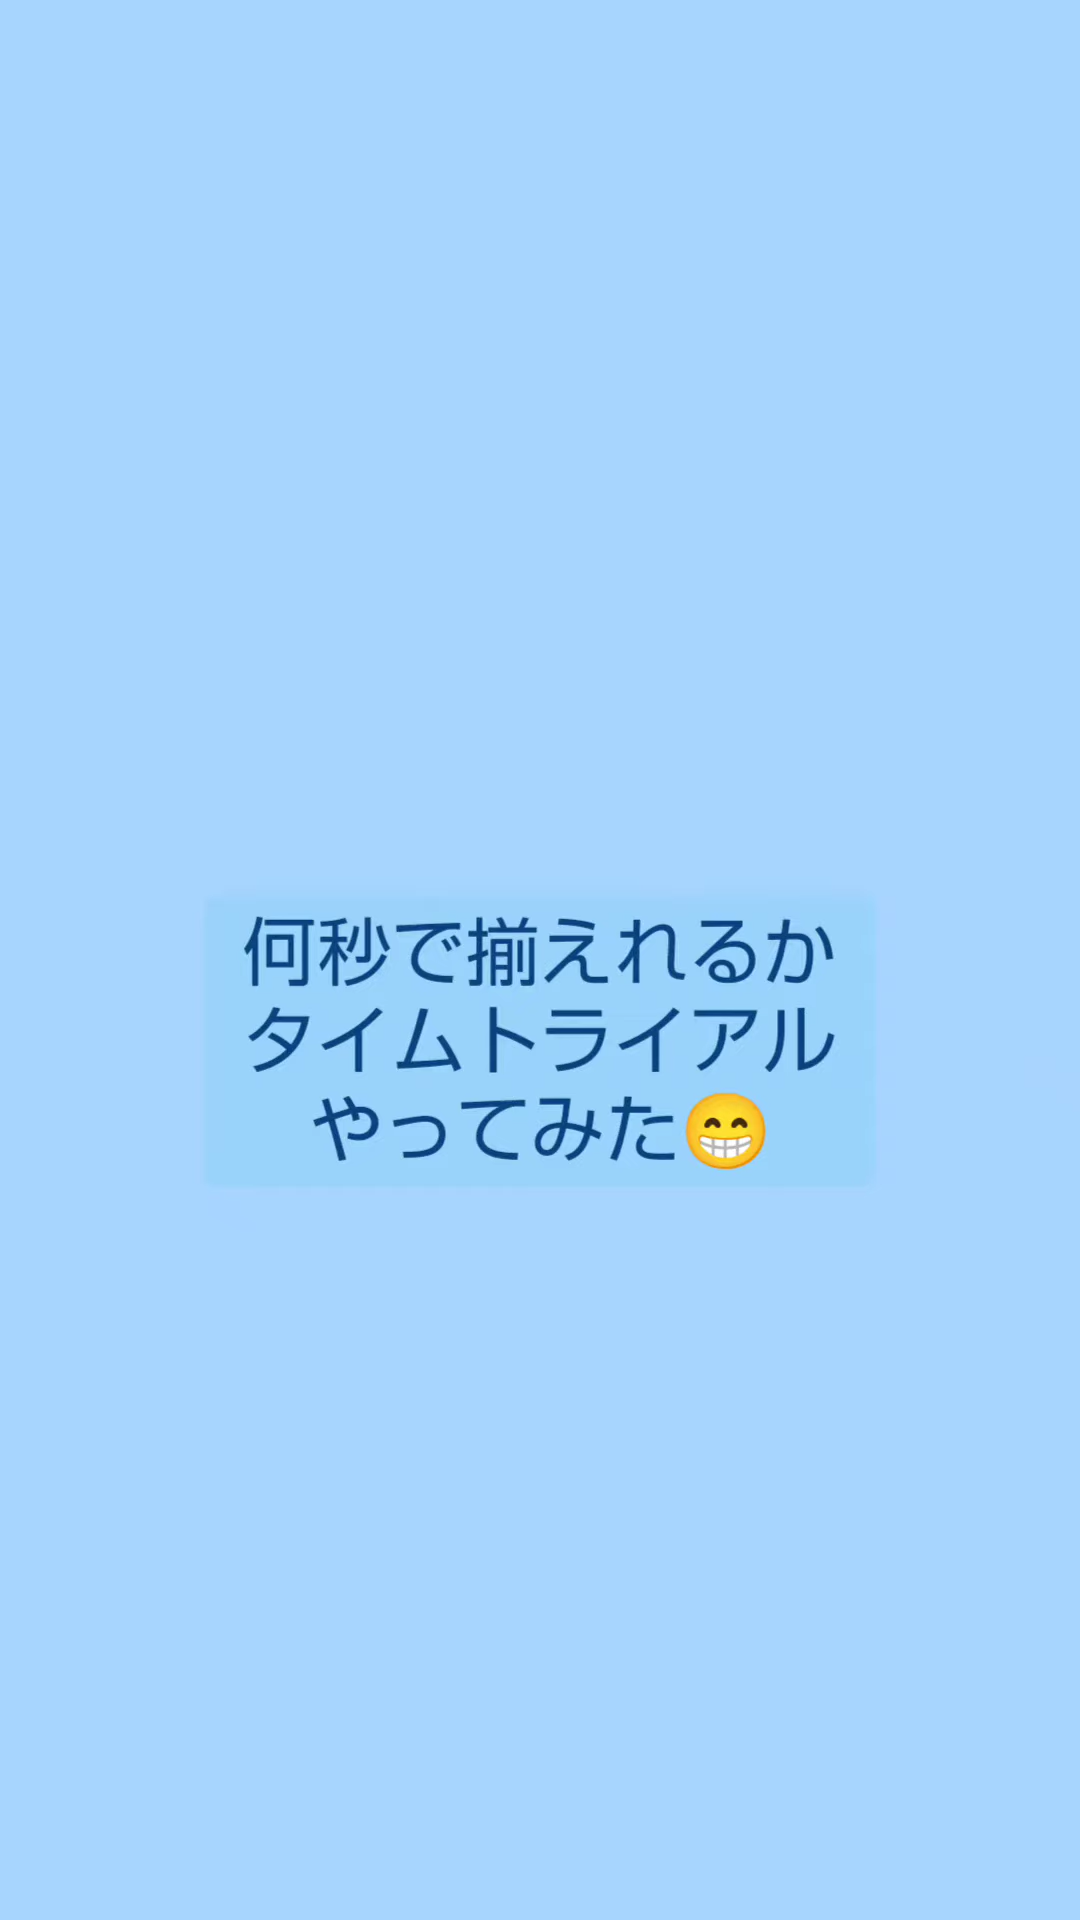 何秒で揃えれるか
タイムトライアル
やってみた😁